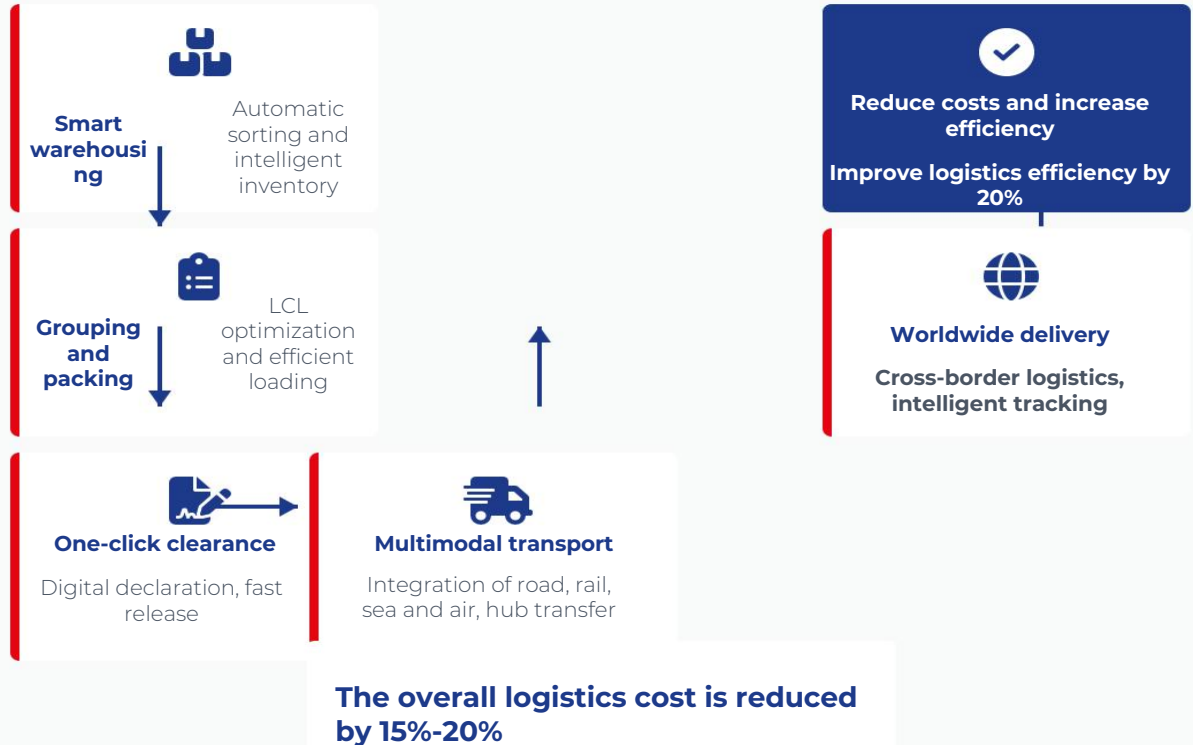 Smart
warehousi
ng
Automatic
sorting and
intelligent
inventory
Grouping
and
packing
LCL
optimization
and efficient
loading
One-click clearance
Digital declaration, fast
release
Multimodal transport
Integration of road, rail,
sea and air, hub transfer
Reduce costs and increase
efficiency
Improve logistics efficiency by
20%
Worldwide delivery
Cross-border logistics,
intelligent tracking
The overall logistics cost is reduced
by 15%-20%